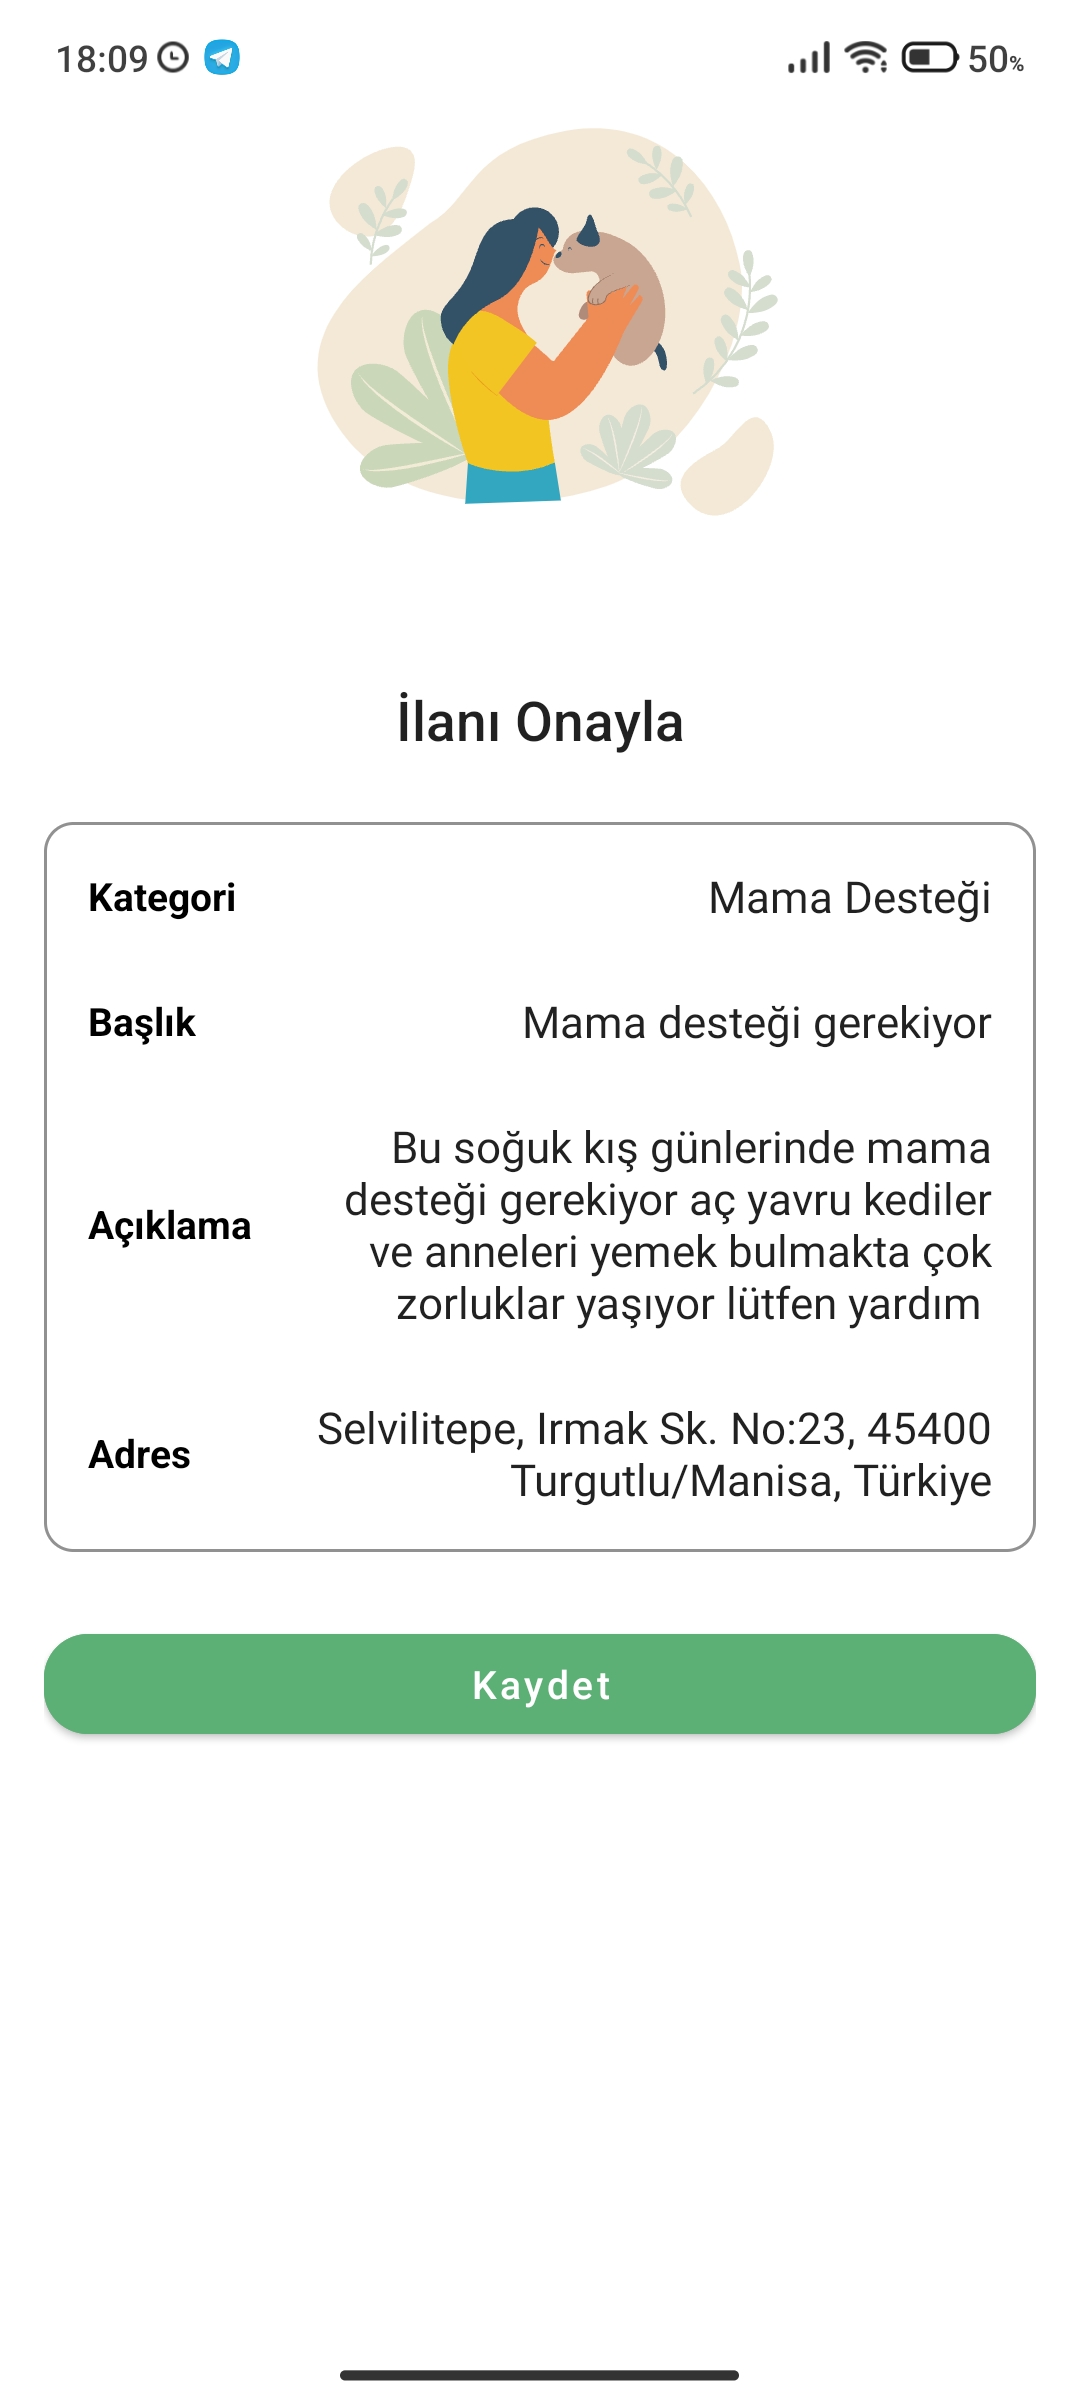 18:09
50%
İlanı Onayla
Kategori
Mama Desteği
Başlık
Mama desteği gerekiyor
Açıklama
Bu soğuk kış günlerinde mama
desteği gerekiyor aç yavru kediler
ve anneleri yemek bulmakta çok
zorluklar yaşıyor lütfen yardım
Adres
Selvilitepe, Irmak Sk. No:23, 45400
Turgutlu/Manisa, Türkiye
Kaydet